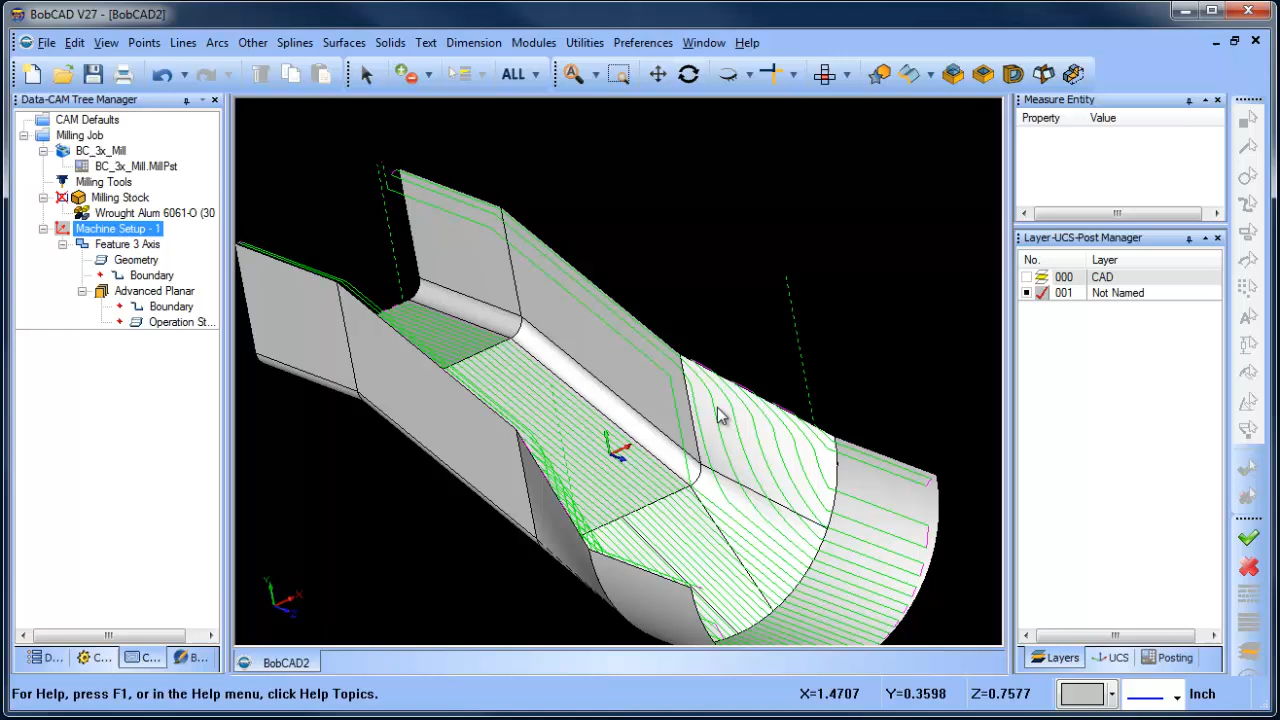 BobCAD V27 - [BobCAD2]
File Edit View Points Lines Arcs Other Splines Surfaces Solids Text Dimension Modules Utilities Preferences Window Help
ALL
Data-CAM Tree Manager
CAM Defaults
Milling Job
BC_3x_Mill
BC_3x_Mill.MillPst
Milling Tools
Milling Stock
Wrought Alum 6061-O (30
Machine Setup - 1
Feature 3 Axis
Geometry
Boundary
Advanced Planar
Boundary
Operation St...
D... C... C... B...
Y X Z
BobCAD2
Measure Entity
Property Value
Layer-UCS-Post Manager
No. Layer
000 CAD
001 Not Named
Layers UCS Posting
For Help, press F1, or in the Help menu, click Help Topics. X=1.4707 Y=0.3598 Z=0.7577 Inch